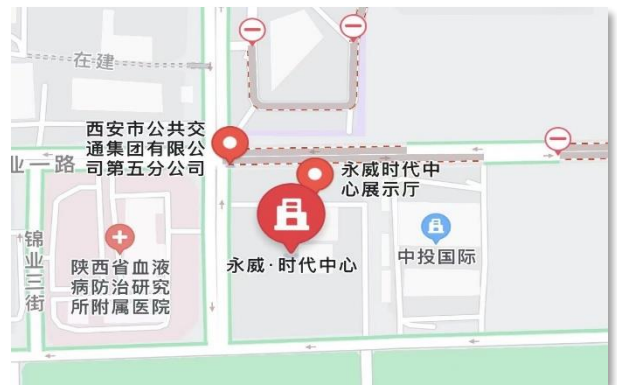 在建
西安市公共交
通集团有限公
司第五分公司
业一路
永威时代中
心展示厅
锦业三街
陕西省血液
病防治研究
所附属医院
永威·时代中心
中投国际